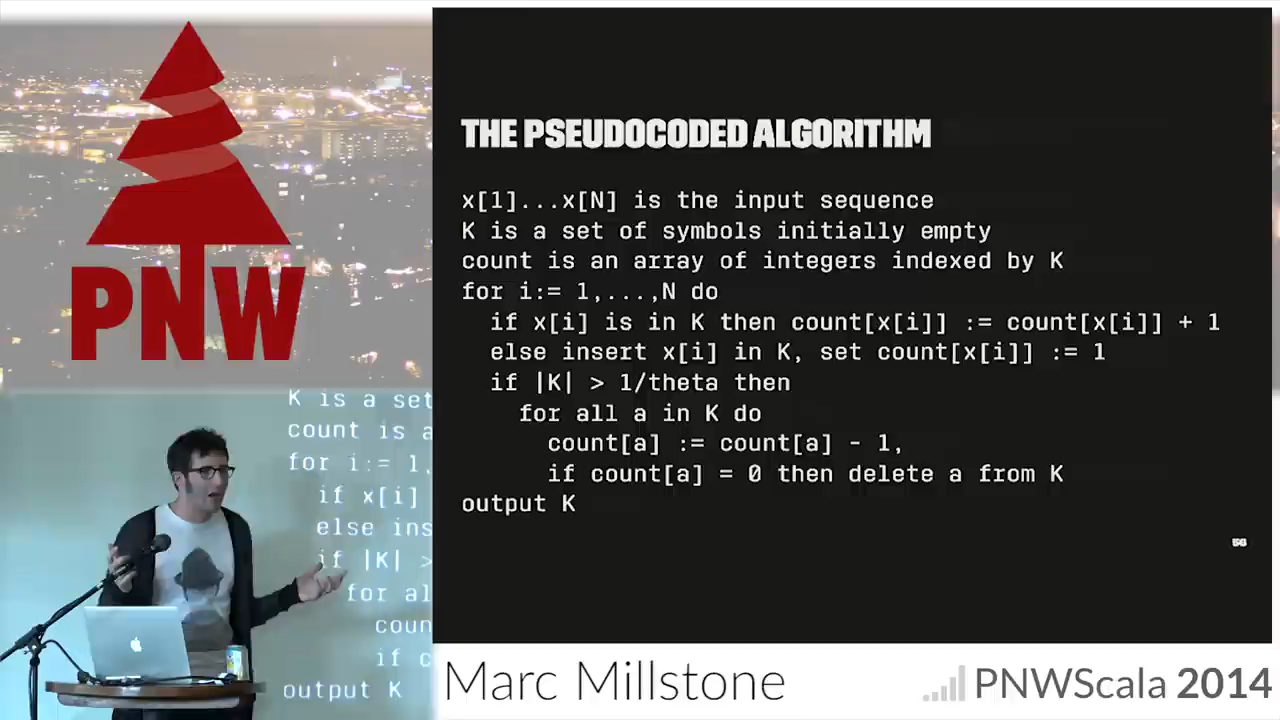 PNW
THE PSEUDOCODED ALGORITHM
x[1]...x[N] is the input sequence
K is a set of symbols initially empty
count is an array of integers indexed by K
for i:= 1,...,N do
if x[i] is in K then count[x[i]] := count[x[i]] + 1
else insert x[i] in K, set count[x[i]] := 1
if |K| > 1/theta then
for all a in K do
count[a] := count[a] - 1,
if count[a] = 0 then delete a from K
output K
56
K is a set
count is a
for i:= 1,
if x[i]
else ins
if |K| >
for al
coun
if c
output K
Marc Millstone
PNWScala 2014